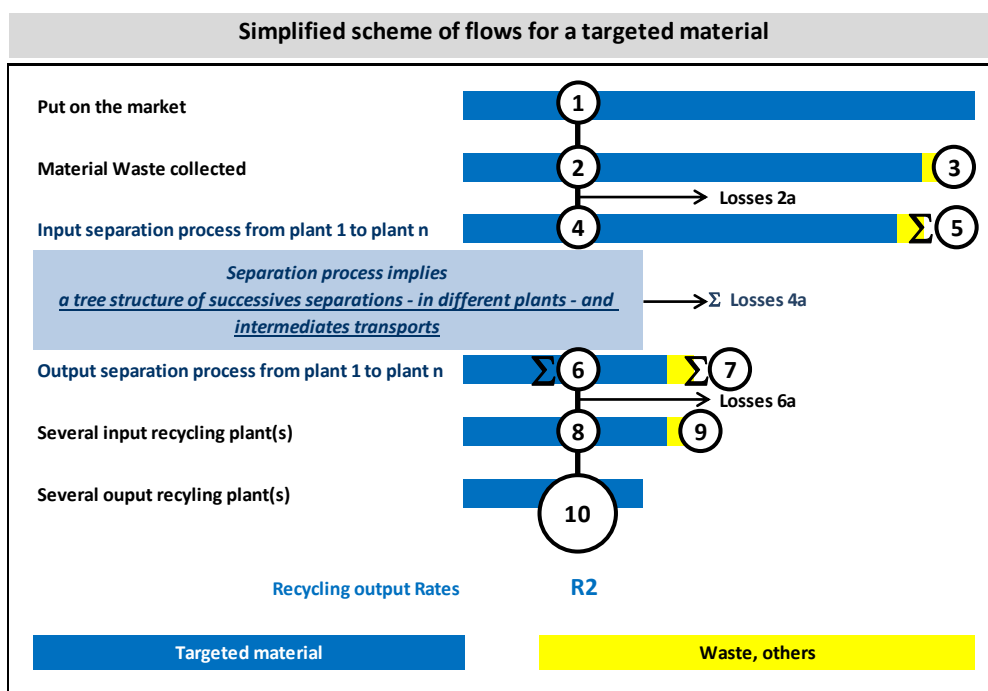 Simplified scheme of flows for a targeted material
Put on the market
1
Material Waste collected
2
3
Losses 2a
Input separation process from plant 1 to plant n
4
Σ 5
Separation process implies
a tree structure of successives separations - in different plants - and
intermediates transports
Σ Losses 4a
Output separation process from plant 1 to plant n
Σ 6
Σ 7
Losses 6a
Several input recycling plant(s)
8
9
Several ouput recyling plant(s)
10
Recycling output Rates
R2
Targeted material
Waste, others